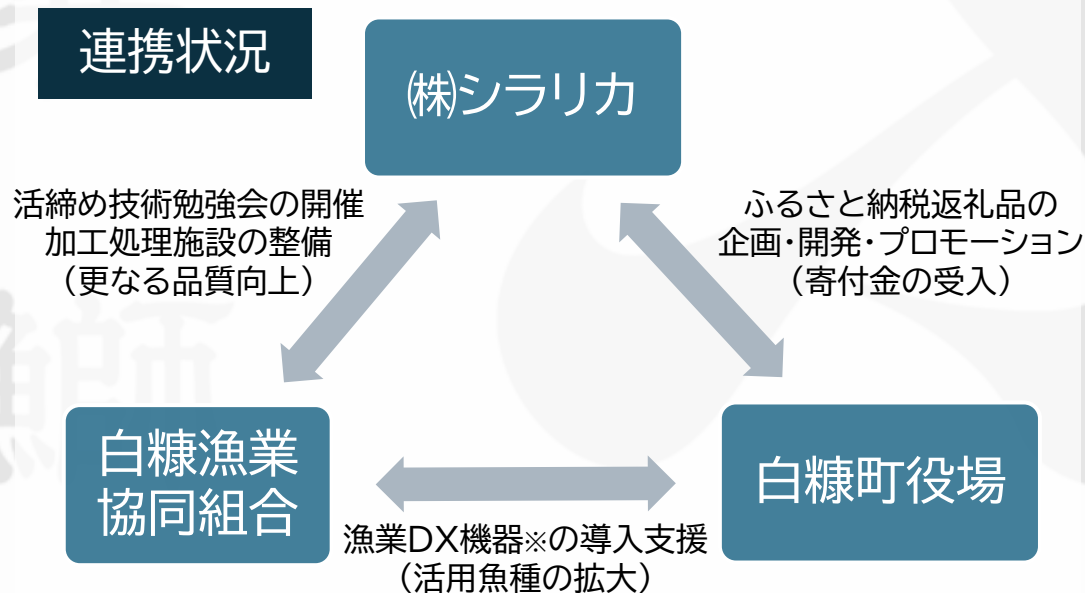 連携状況
㈱シラリカ
活締め技術勉強会の開催
加工処理施設の整備
（更なる品質向上）
ふるさと納税返礼品の
企画・開発・プロモーション
（寄付金の受入）
白糠漁業
協同組合
白糠町役場
漁業DX機器※の導入支援
（活用魚種の拡大）
漁師